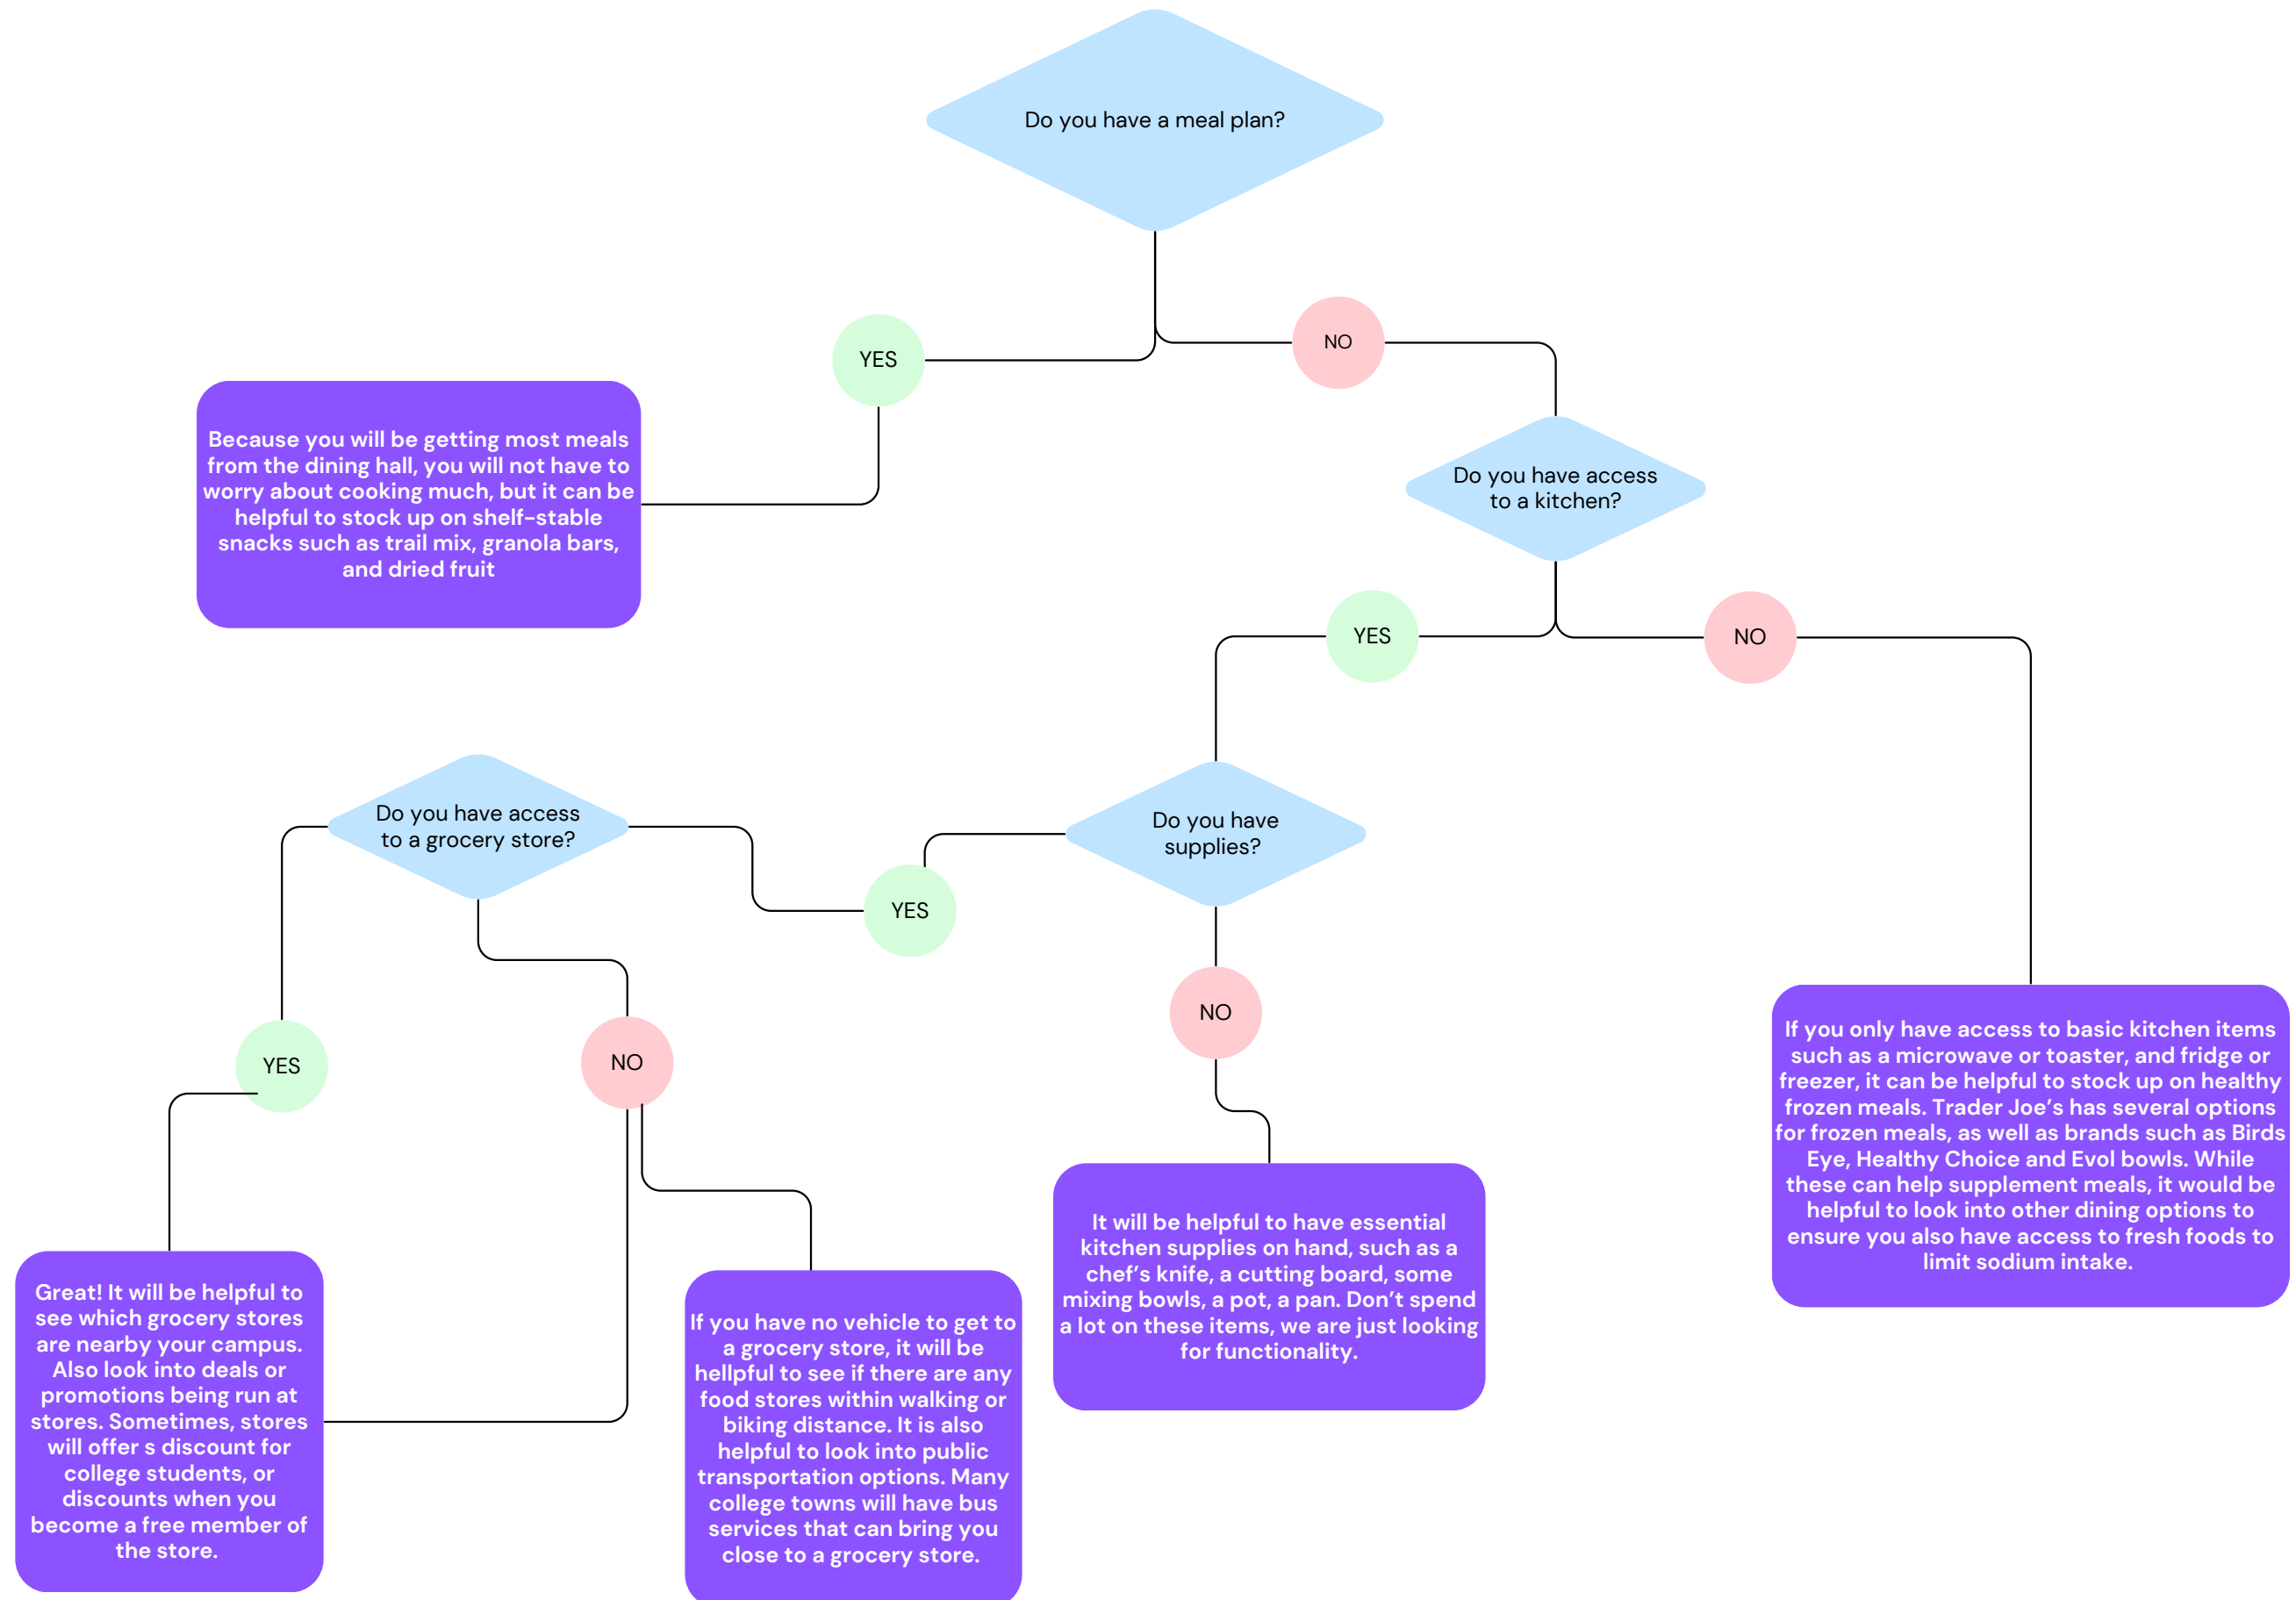 Do you have a meal plan?
NO
YES
Because you will be getting most meals
from the dining hall, you will not have to
worry about cooking much, but it can be
helpful to stock up on shelf-stable
snacks such as trail mix, granola bars,
and dried fruit
Do you have access
to a kitchen?
YES
NO
Do you have access
to a grocery store?
Do you have
supplies?
YES
NO
YES
NO
If you only have access to basic kitchen items
such as a microwave or toaster, and fridge or
freezer, it can be helpful to stock up on healthy
frozen meals. Trader Joe's has several options
for frozen meals, as well as brands such as Birds
Eye, Healthy Choice and Evol bowls. While
these can help supplement meals, it would be
helpful to look into other dining options to
ensure you also have access to fresh foods to
limit sodium intake.
It will be helpful to have essential
kitchen supplies on hand, such as a
chef's knife, a cutting board, some
mixing bowls, a pot, a pan. Don't spend
a lot on these items, we are just looking
for functionality.
Great! It will be helpful to
see which grocery stores
are nearby your campus.
Also look into deals or
promotions being run at
stores. Sometimes, stores
will offer s discount for
college students, or
discounts when you
become a free member of
the store.
If you have no vehicle to get to
a grocery store, it will be
hellpful to see if there are any
food stores within walking or
biking distance. It is also
helpful to look into public
transportation options. Many
college towns will have bus
services that can bring you
close to a grocery store.